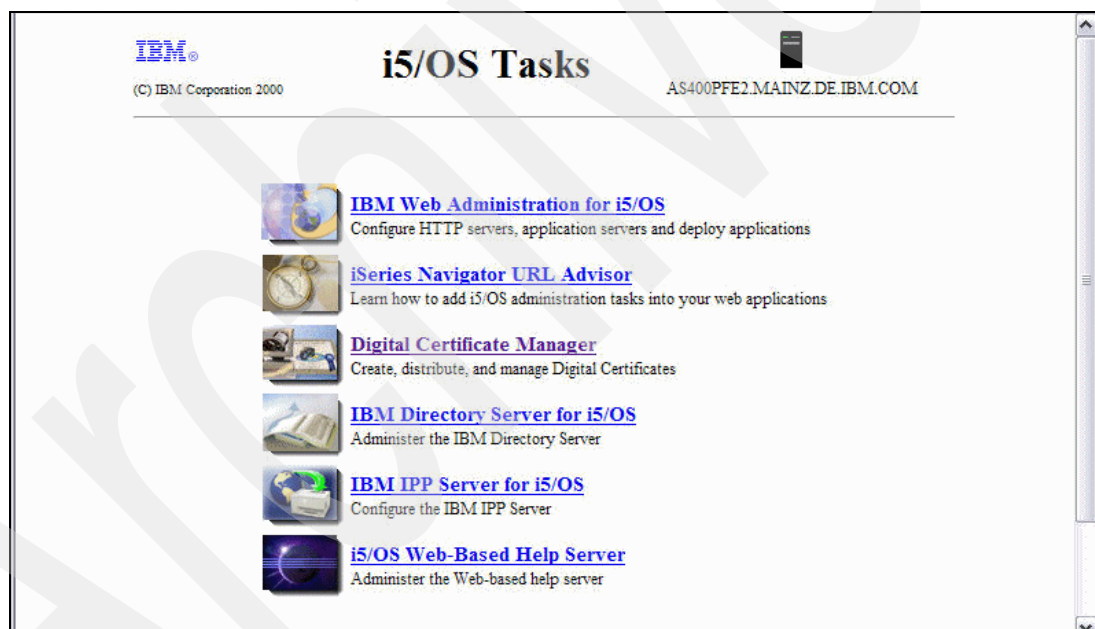 IBM®
i5/OS Tasks
(C) IBM Corporation 2000
AS400PFE2.MAINZ.DE.IBM.COM
IBM Web Administration for i5/OS
Configure HTTP servers, application servers and deploy applications
iSeries Navigator URL Advisor
Learn how to add i5/OS administration tasks into your web applications
Digital Certificate Manager
Create, distribute, and manage Digital Certificates
IBM Directory Server for i5/OS
Administer the IBM Directory Server
IBM IPP Server for i5/OS
Configure the IBM IPP Server
i5/OS Web-Based Help Server
Administer the Web-based help server